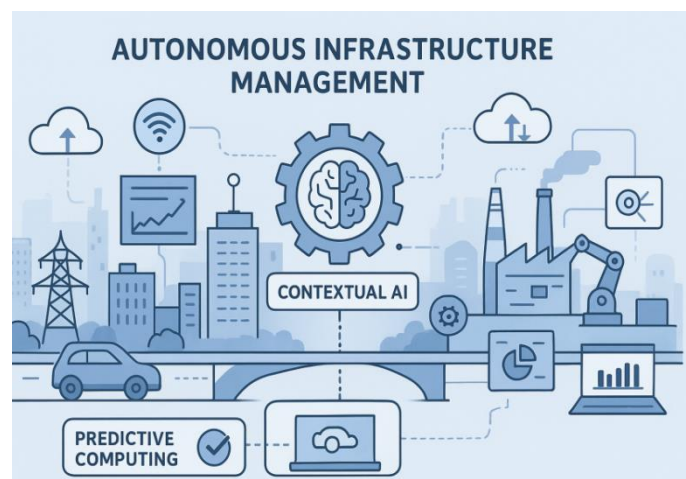 AUTONOMOUS INFRASTRUCTURE
MANAGEMENT
CONTEXTUAL AI
PREDICTIVE
COMPUTING